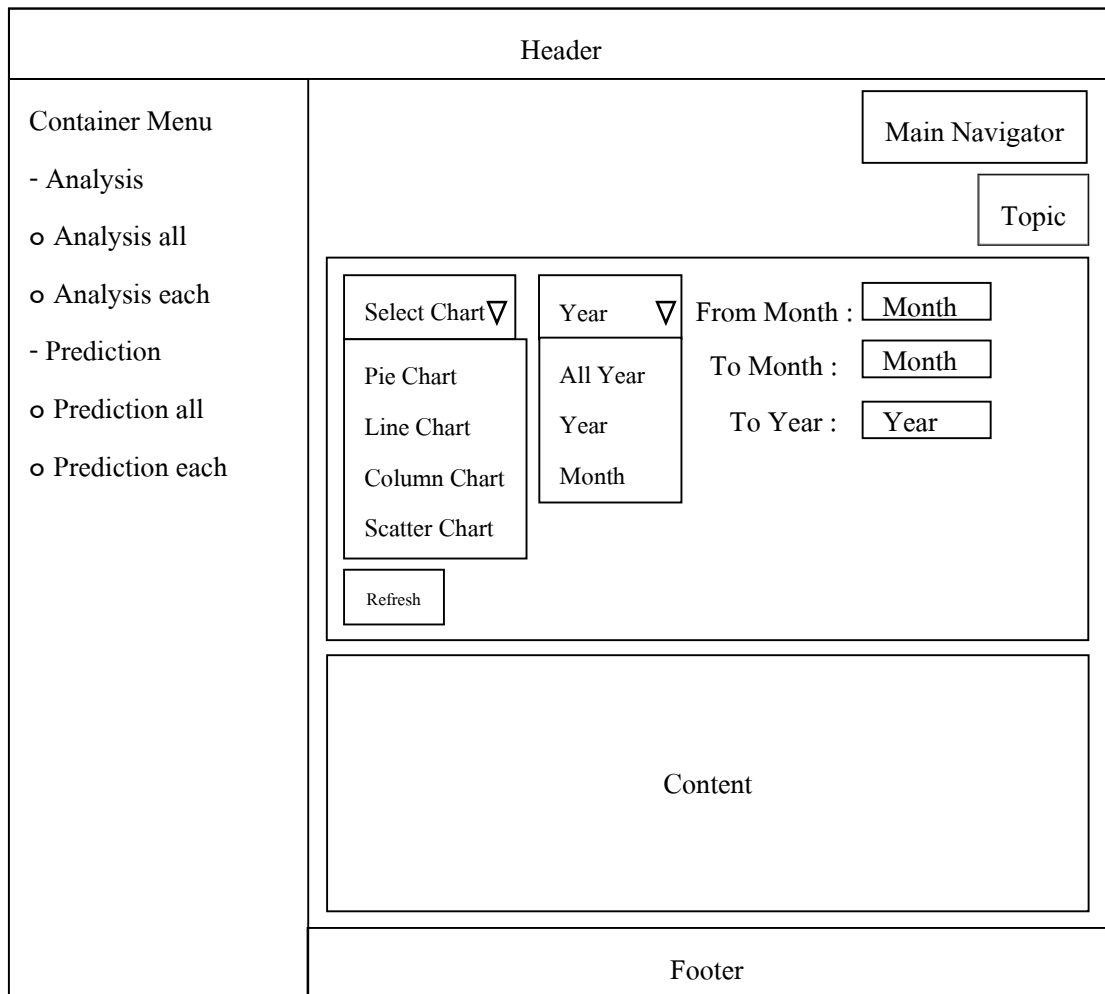 Header
Container Menu
- Analysis
o Analysis all
o Analysis each
- Prediction
o Prediction all
o Prediction each
Main Navigator
Topic
Select Chart
Pie Chart
Line Chart
Column Chart
Scatter Chart
Year
All Year
Year
Month
From Month : Month
To Month : Month
To Year : Year
Refresh
Content
Footer